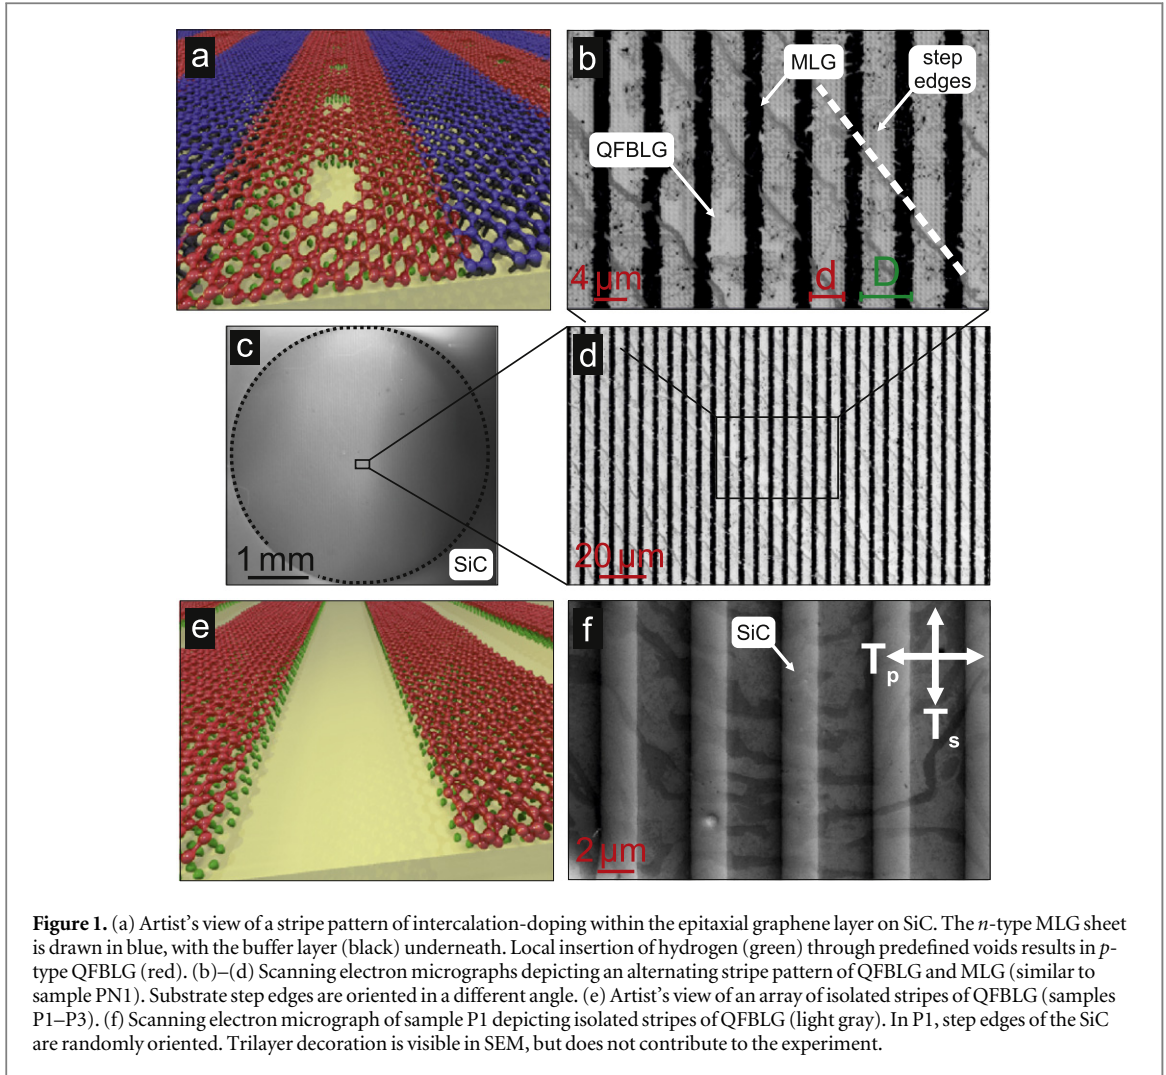 a
b
MLG
step
edges
QFBLG
4 μm
d
D
c
1 mm
SiC
d
20 μm
e
f
SiC
Tp
Ts
2 μm
Figure 1. (a) Artist's view of a stripe pattern of intercalation-doping within the epitaxial graphene layer on SiC. The n-type MLG sheet
is drawn in blue, with the buffer layer (black) underneath. Local insertion of hydrogen (green) through predefined voids results in p-
type QFBLG (red). (b)–(d) Scanning electron micrographs depicting an alternating stripe pattern of QFBLG and MLG (similar to
sample PN1). Substrate step edges are oriented in a different angle. (e) Artist's view of an array of isolated stripes of QFBLG (samples
P1–P3). (f) Scanning electron micrograph of sample P1 depicting isolated stripes of QFBLG (light gray). In P1, step edges of the SiC
are randomly oriented. Trilayer decoration is visible in SEM, but does not contribute to the experiment.